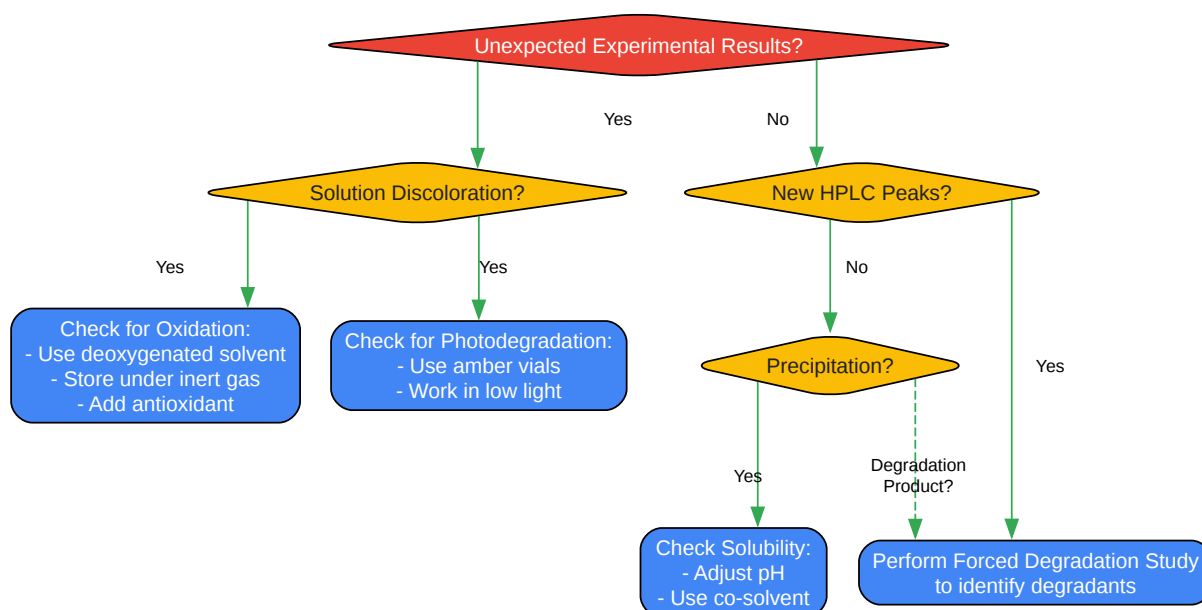 Unexpected Experimental Results?
Yes
No
Solution Discoloration?
New HPLC Peaks?
Yes
Yes
No
Check for Oxidation:
- Use deoxygenated solvent
- Store under inert gas
- Add antioxidant
Check for Photodegradation:
- Use amber vials
- Work in low light
Precipitation?
Yes
Yes
Degradation
Product?
Check Solubility:
- Adjust pH
- Use co-solvent
Perform Forced Degradation Study
to identify degradants